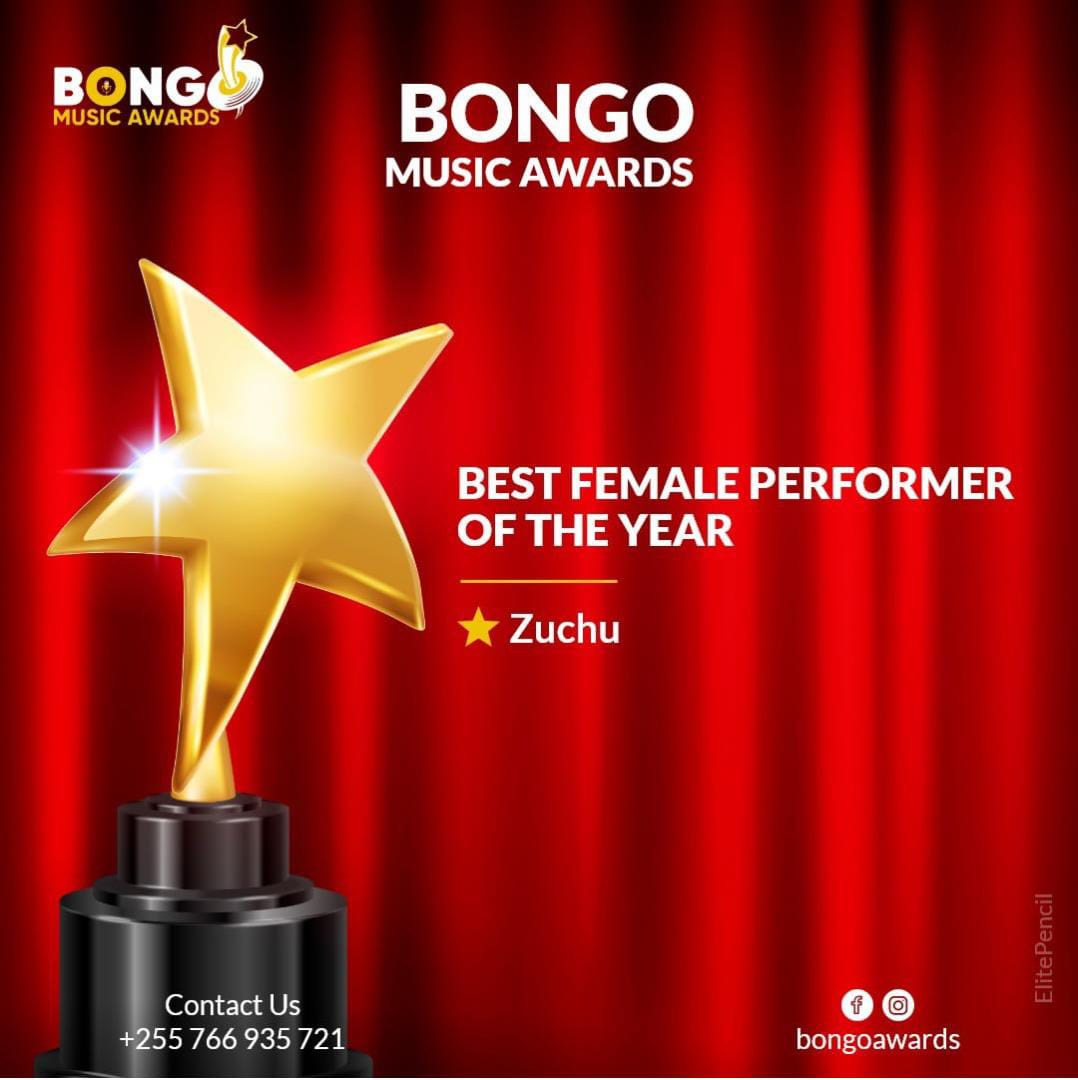 BONGO
MUSIC AWARDS
BONGO
MUSIC AWARDS
BEST FEMALE PERFORMER
OF THE YEAR
Zuchu
ElitePencil
Contact Us
+255 766 935 721
bongoawards